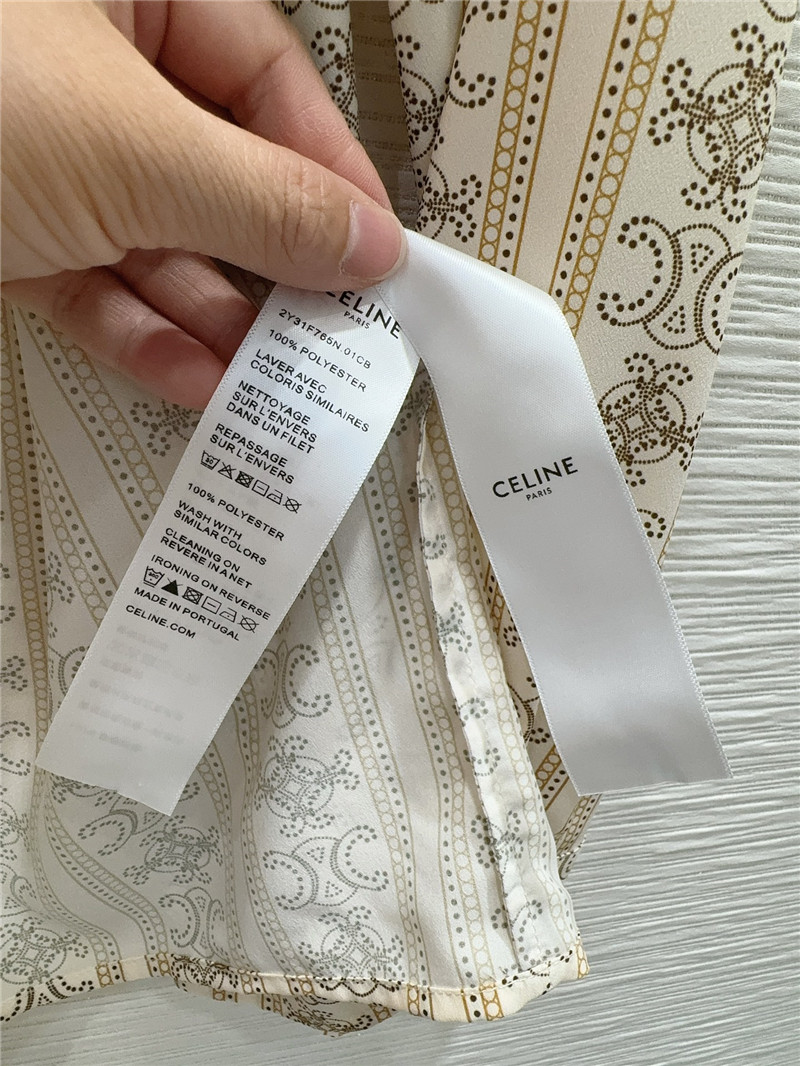 CELINE
PARIS
2Y31F765N.01CB
100% POLYESTER
LAVER AVEC
COLORIS SIMILAIRES
NETTOYAGE
SUR L'ENVERS
DANS UN FILET
REPASSAGE
SUR L'ENVERS
100% POLYESTER
WASH WITH
SIMILAR COLORS
CLEANING ON
REVERE IN A NET
IRONING ON REVERSE
MADE IN PORTUGAL
CELINE.COM
CELINE
PARIS